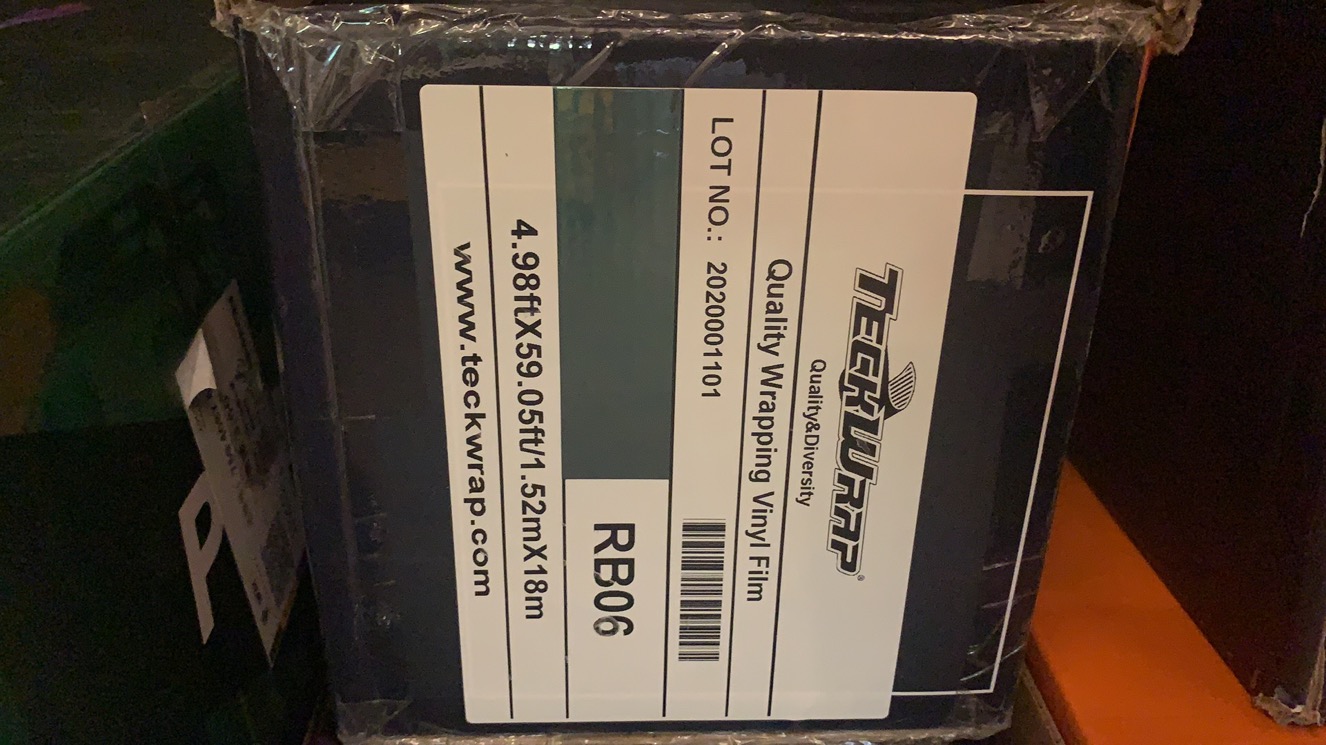 TECKWRAP®
Quality&Diversity
Quality Wrapping Vinyl Film
LOT NO.: 2020001101
RB06
4.98ftX59.05ft/1.52mX18m
www.teckwrap.com
P